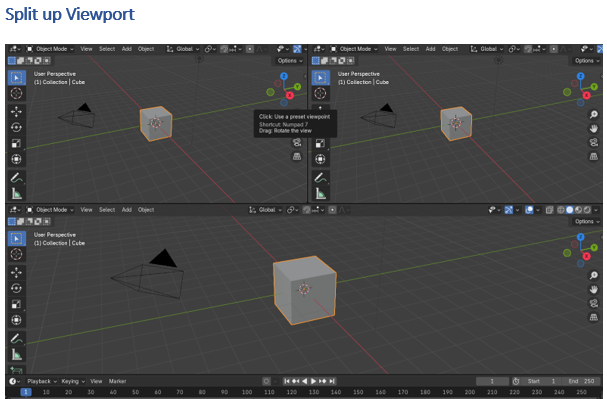 Split up Viewport
Object Mode View Select Add Object Global
Options
User Perspective
(1) Collection | Cube
Z
Y
X
Click: Use a preset viewpoint
Shortcut: Numpad 7
Drag: Rotate the view
Object Mode View Select Add Object Global
Options
User Perspective
(1) Collection | Cube
Z
Y
X
Object Mode View Select Add Object Global
Options
User Perspective
(1) Collection | Cube
Z
Y
X
Playback Keying View Marker 1 Start 1 End 250
1 10 20 30 40 50 60 70 80 90 100 110 120 130 140 150 160 170 180 190 200 210 220 230 240 250